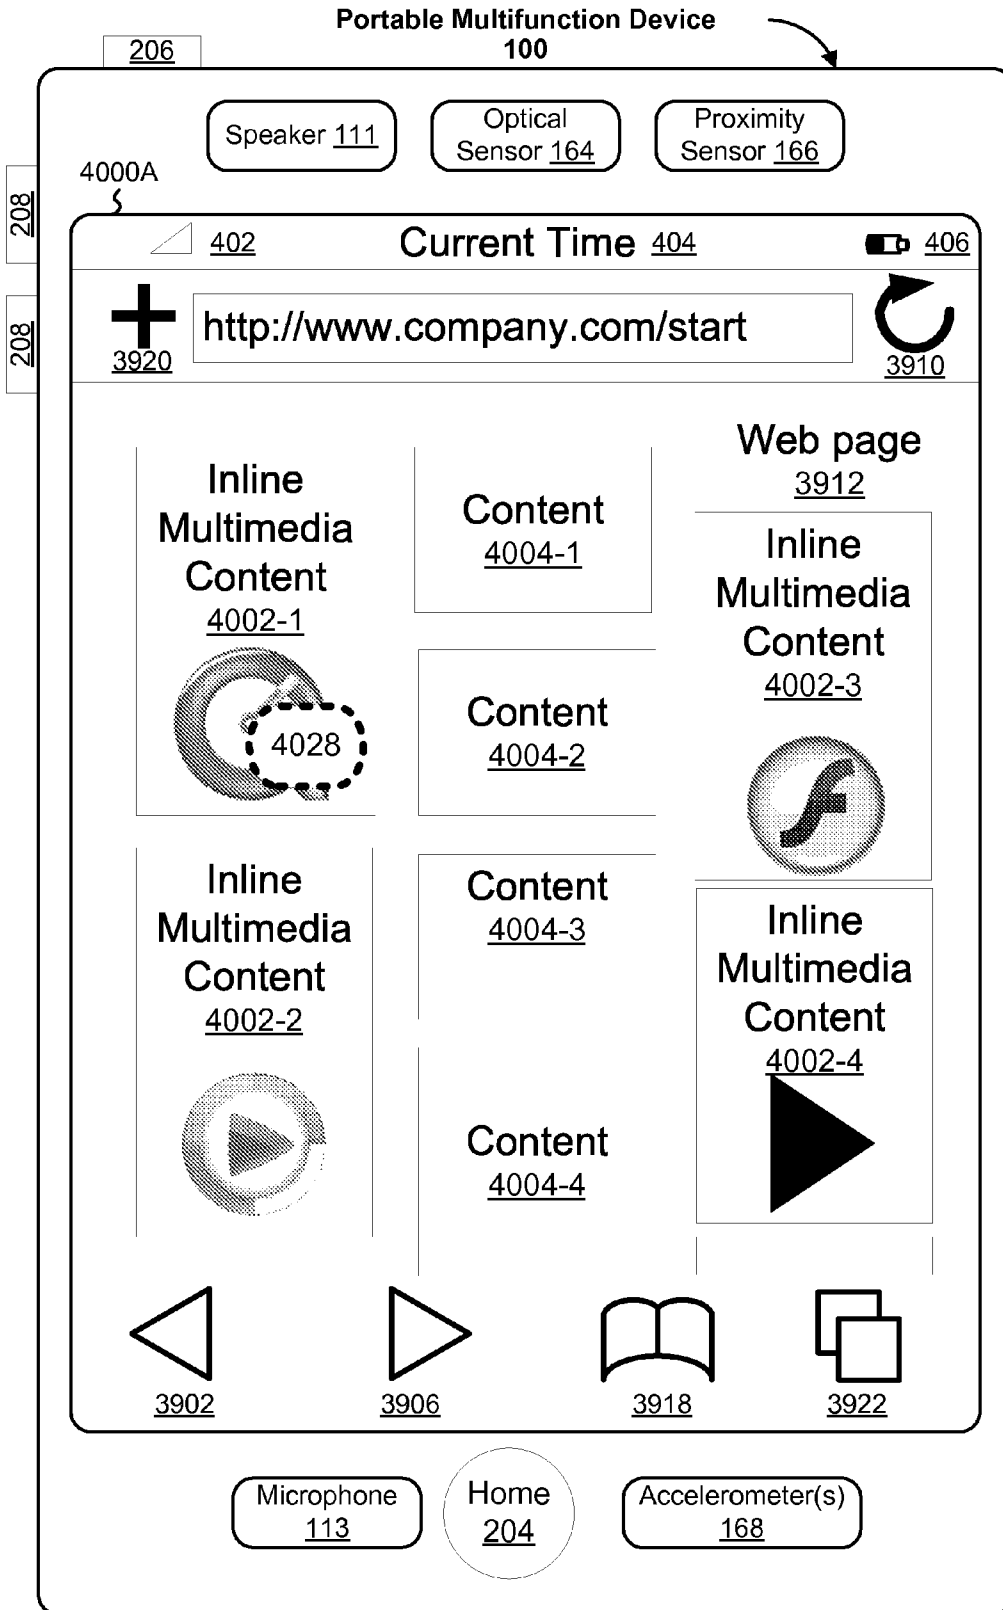 Portable Multifunction Device
100
206
Speaker 111
Optical
Sensor 164
Proximity
Sensor 166
4000A
208
208
402
Current Time 404
406
http://www.company.com/start
3920
3910
Web page
3912
Inline
Multimedia
Content
4002-1
4028
Content
4004-1
Inline
Multimedia
Content
4002-3
Content
4004-2
Inline
Multimedia
Content
4002-2
Content
4004-3
Inline
Multimedia
Content
4002-4
Content
4004-4
3902
3906
3918
3922
Microphone
113
Home
204
Accelerometer(s)
168